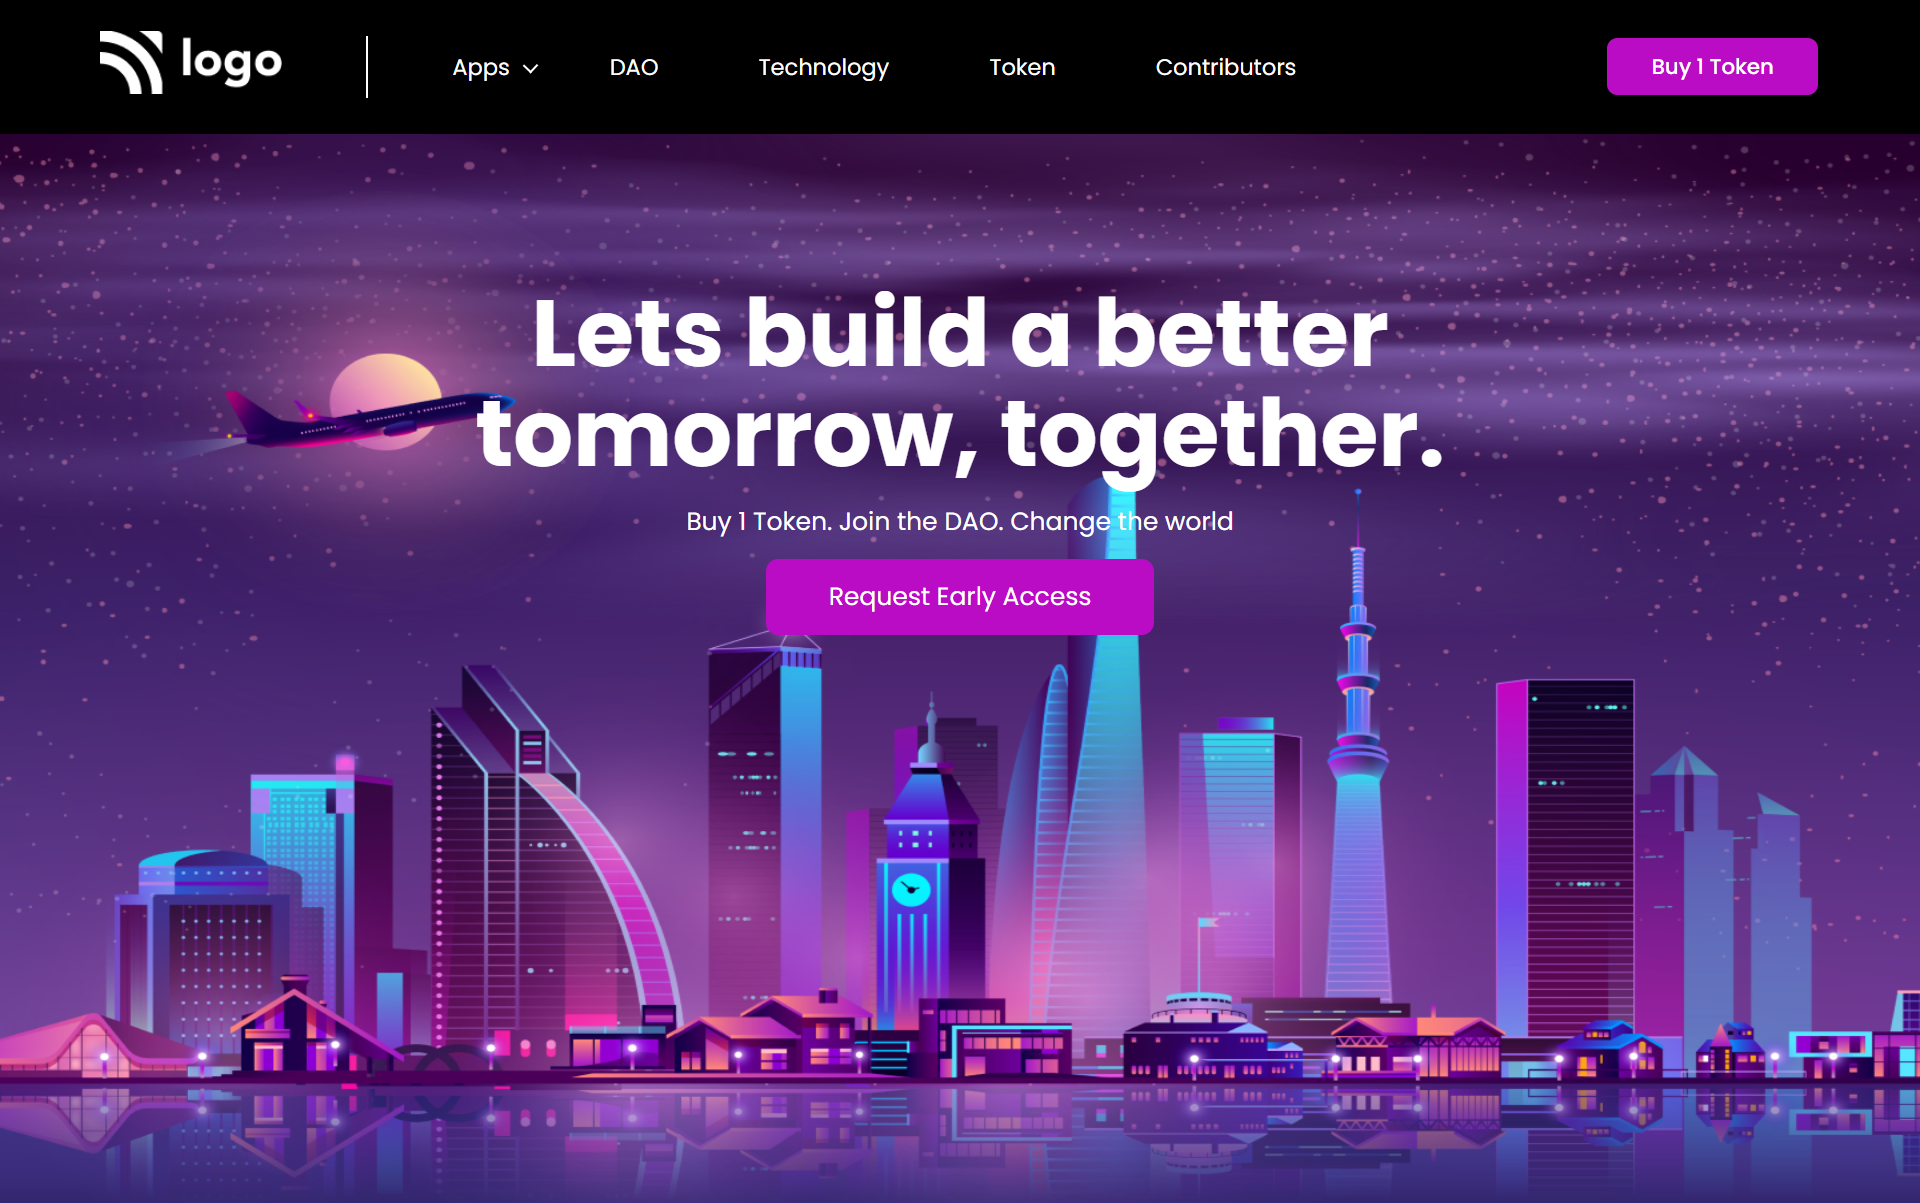 logo
Apps
DAO
Technology
Token
Contributors
Buy 1 Token
Lets build a better
tomorrow, together.
Buy 1 Token. Join the DAO. Change the world
Request Early Access